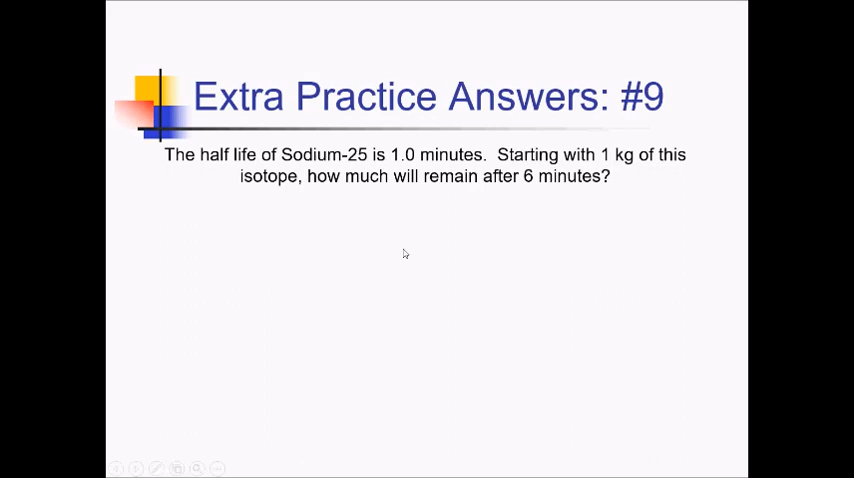 Extra Practice Answers: #9
The half life of Sodium-25 is 1.0 minutes.  Starting with 1 kg of this
isotope, how much will remain after 6 minutes?